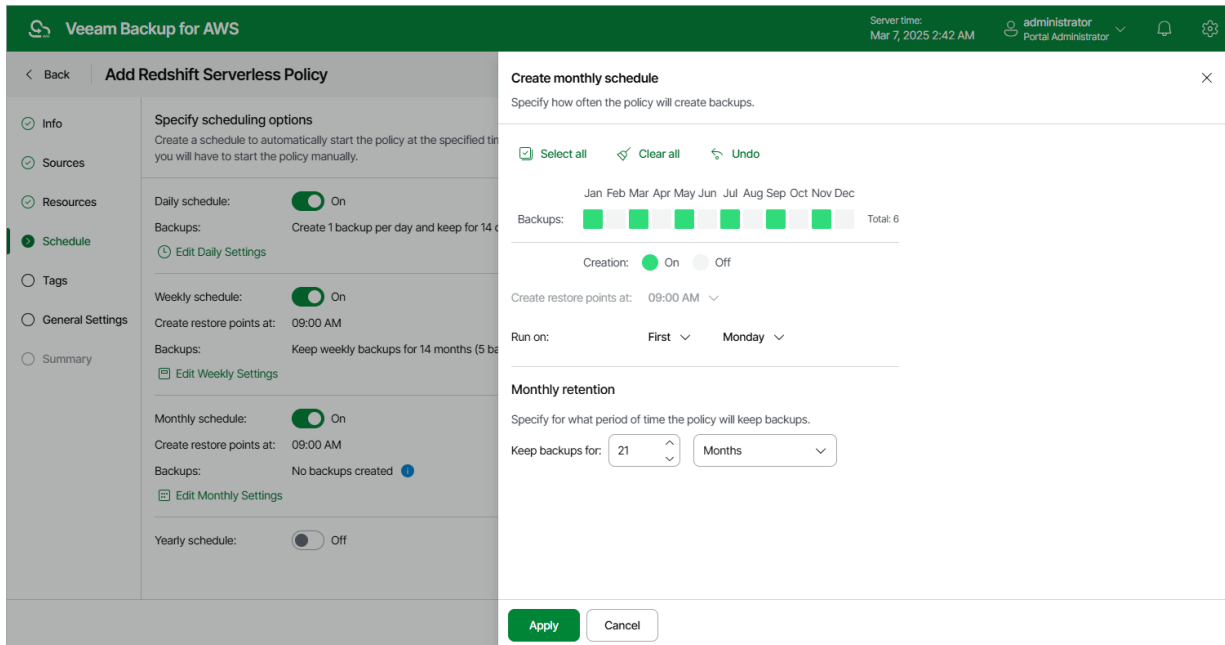 Veeam Backup for AWS
Server time:
Mar 7, 2025 2:42 AM
administrator
Portal Administrator
Back
Add Redshift Serverless Policy
Info
Sources
Resources
Schedule
Tags
General Settings
Summary
Specify scheduling options
Create a schedule to automatically start the policy at the specified
you will have to start the policy manually.
Daily schedule: On
Backups: Create 1 backup per day and keep for 14
Edit Daily Settings
Weekly schedule: On
Create restore points at: 09:00 AM
Backups: Keep weekly backups for 14 months (5
Edit Weekly Settings
Monthly schedule: On
Create restore points at: 09:00 AM
Backups: No backups created
Edit Monthly Settings
Yearly schedule: Off
Create monthly schedule
Specify how often the policy will create backups.
Select all Clear all Undo
Jan Feb Mar Apr May Jun Jul Aug Sep Oct Nov Dec
Backups: Total: 6
Creation: On Off
Create restore points at: 09:00 AM
Run on: First Monday
Monthly retention
Specify for what period of time the policy will keep backups.
Keep backups for: 21 Months
Apply Cancel